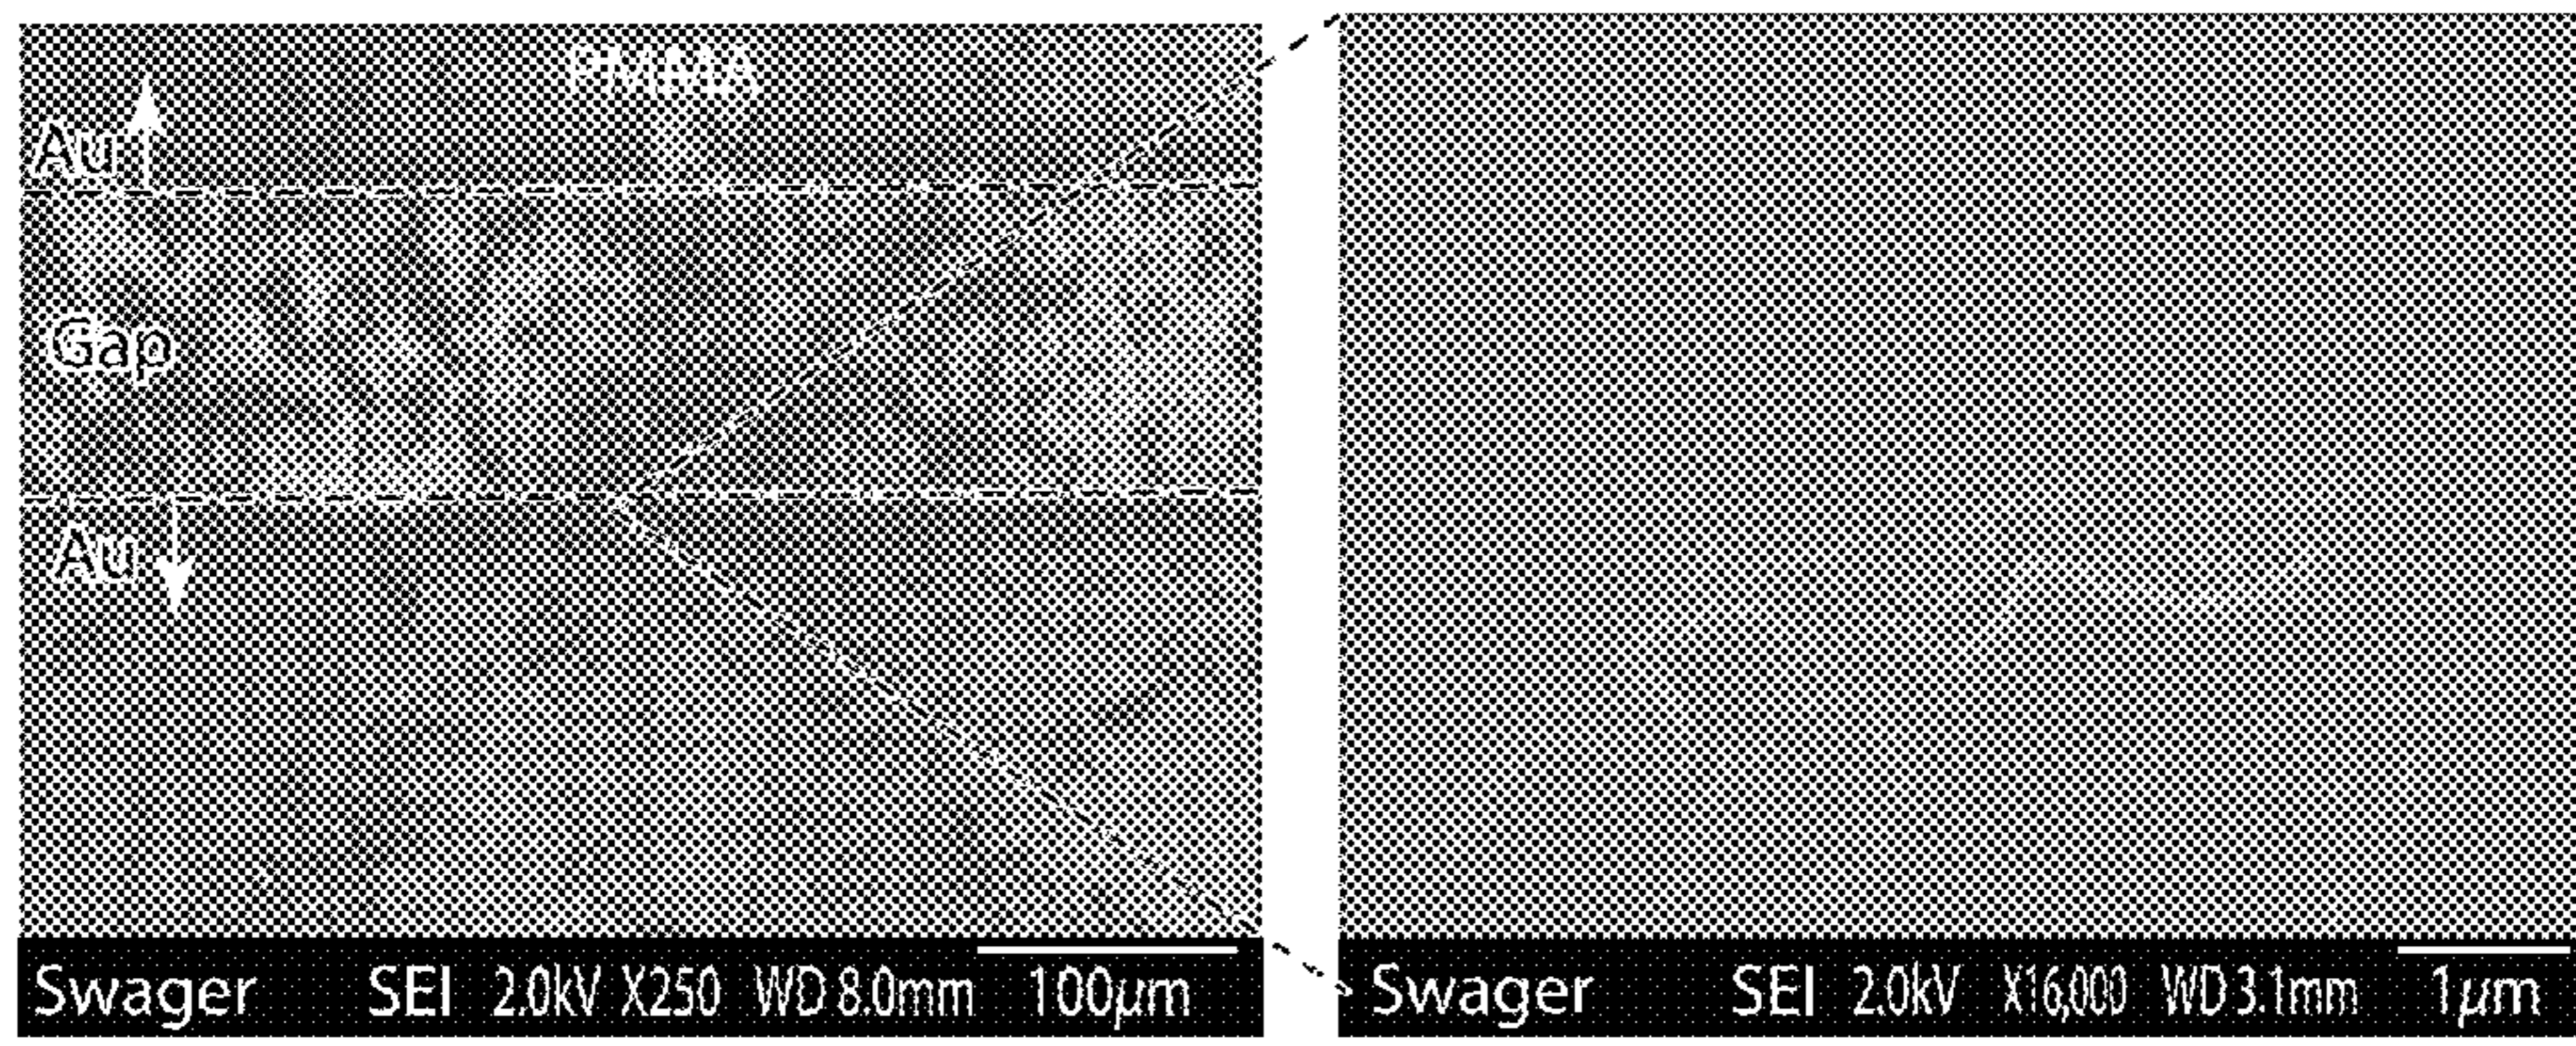 PMMA
Au
Gap
Au
Swager SEI 2.0kV X250 WD 8.0mm 100µm
Swager SEI 2.0kV X16,000 WD 3.1mm 1µm